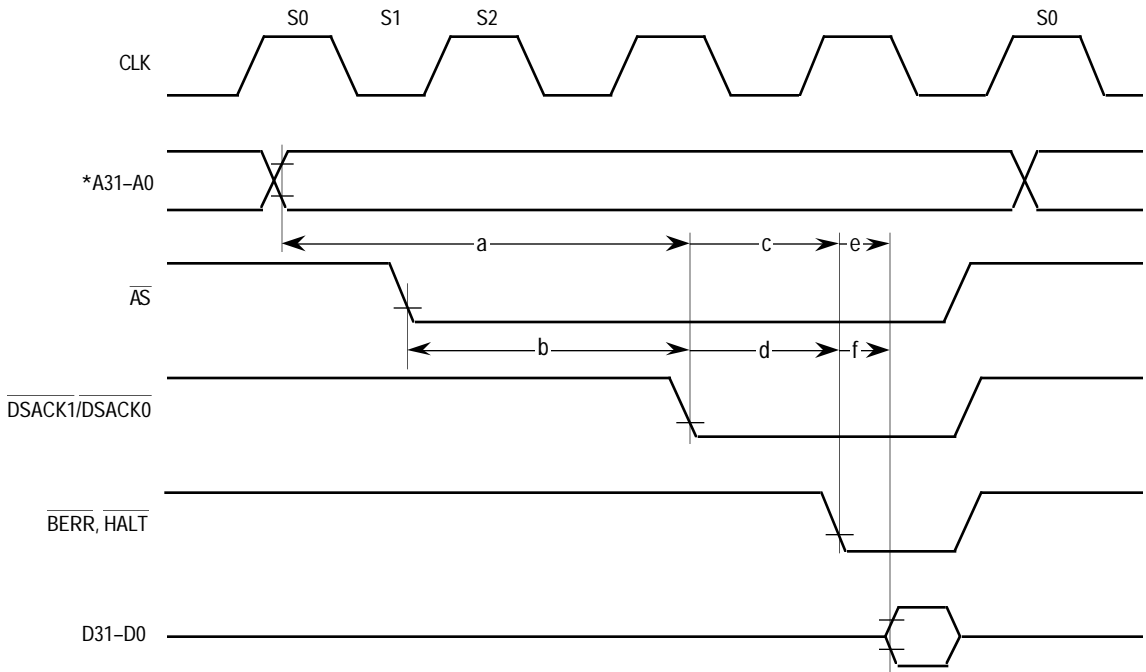 S0 S1 S2 S0
CLK
*A31–A0
a c e
AS
b d f
DSACK1/DSACK0
BERR, HALT
D31–D0